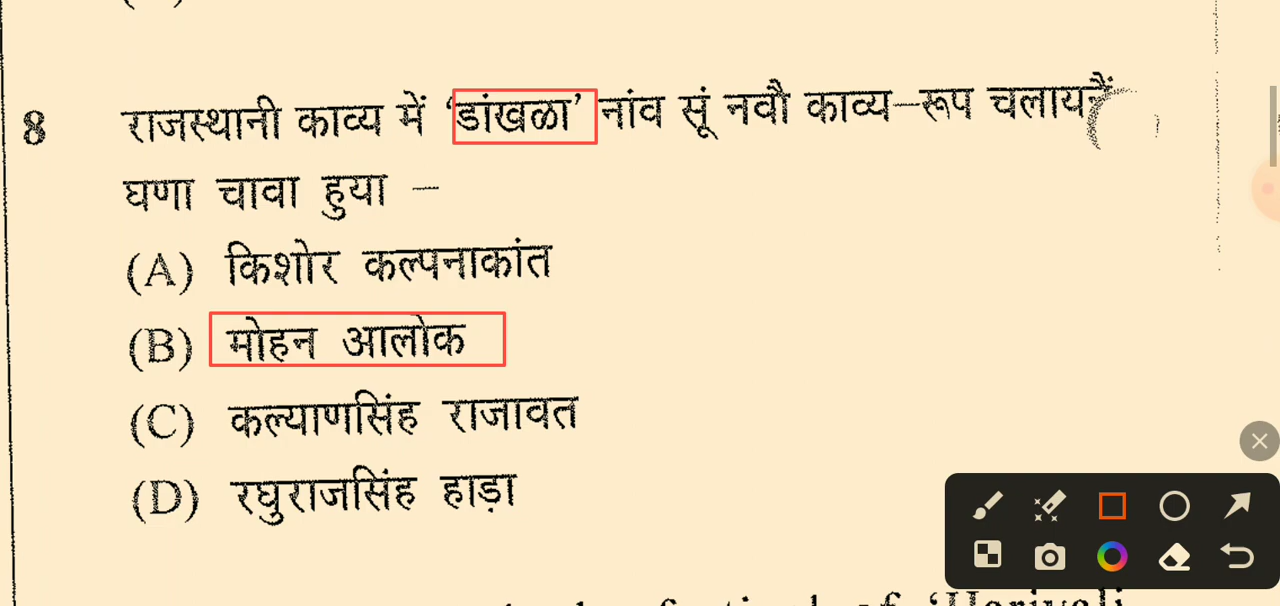 8 राजस्थानी काव्य में 'डांखळा' नांव सूं नवौ काव्य-रूप चलायनैं
घणा चावा हुया –
(A) किशोर कल्पनाकांत
(B) मोहन आलोक
(C) कल्याणसिंह राजावत
(D) रघुराजसिंह हाड़ा